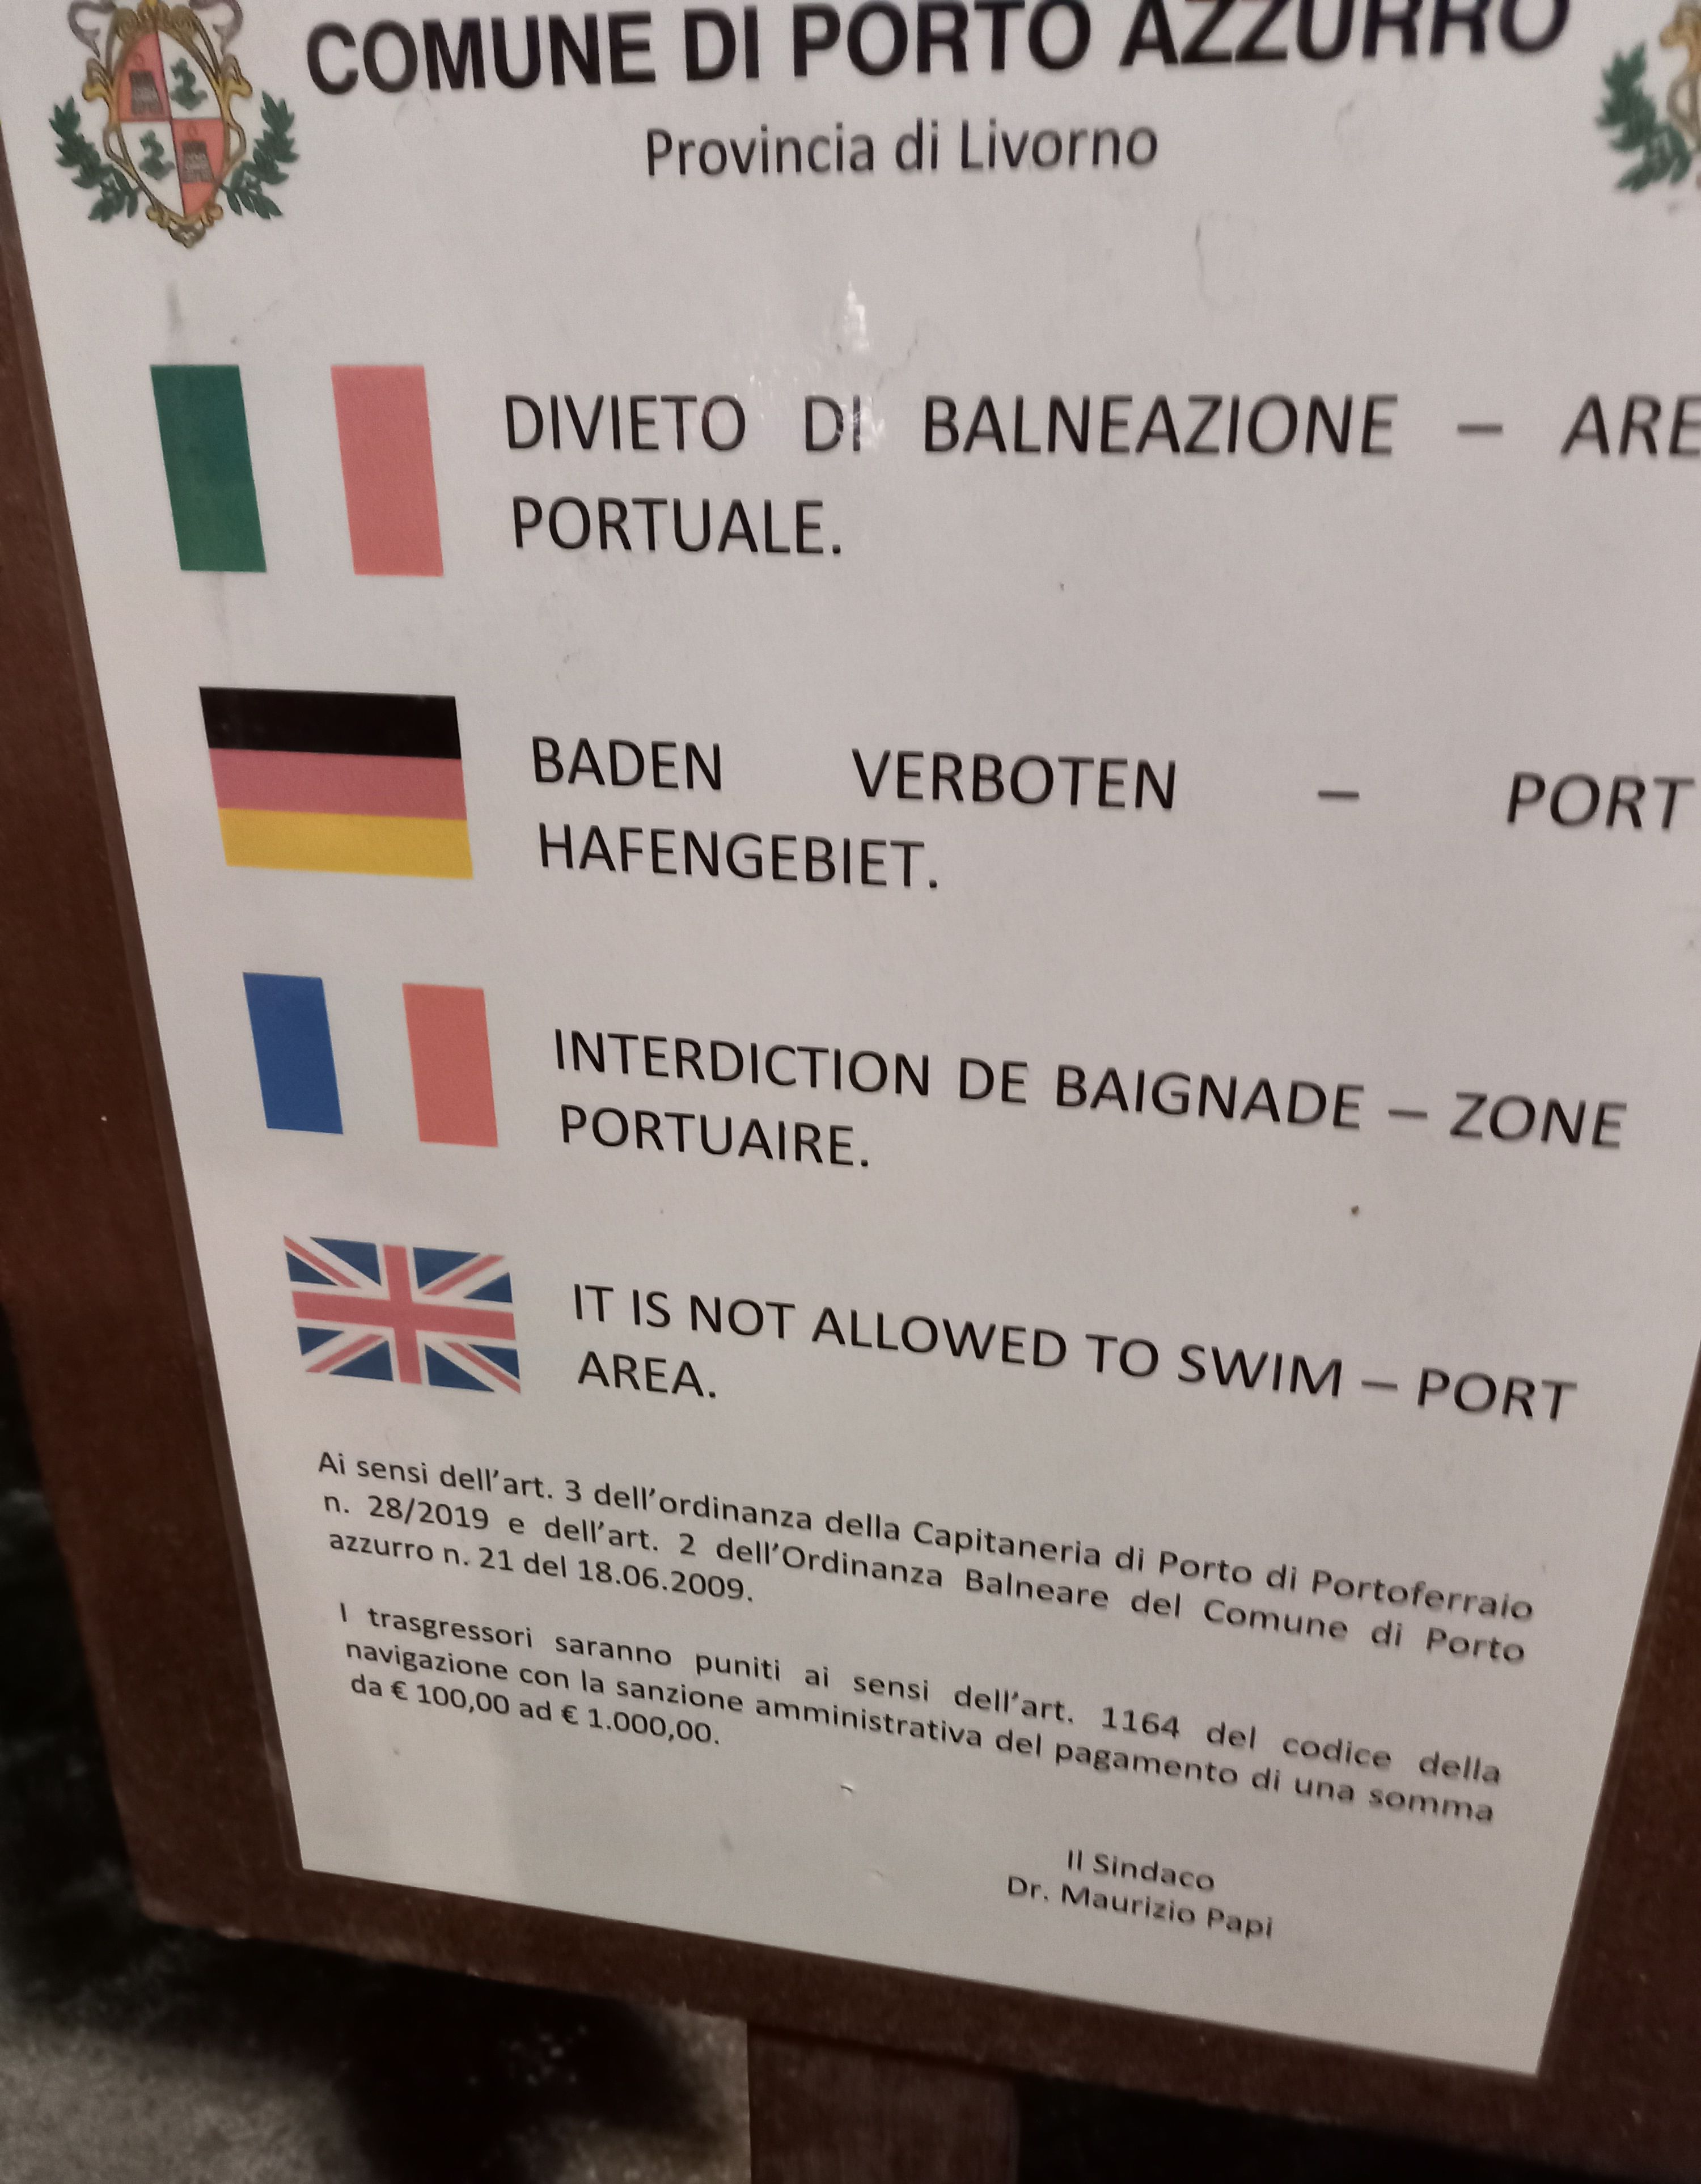 COMUNE DI PORTO AZZURRO
Provincia di Livorno
DIVIETO DI BALNEAZIONE – ARE
PORTUALE.
BADEN VERBOTEN – PORT
HAFENGEBIET.
INTERDICTION DE BAIGNADE – ZONE
PORTUAIRE.
IT IS NOT ALLOWED TO SWIM – PORT
AREA.
Ai sensi dell'art. 3 dell'ordinanza della Capitaneria di Porto di Portoferraio
n. 28/2019 e dell'art. 2 dell'Ordinanza Balneare del Comune di Porto
azzurro n. 21 del 18.06.2009.
I trasgressori saranno puniti ai sensi dell'art. 1164 del codice della
navigazione con la sanzione amministrativa del pagamento di una somma
da € 100,00 ad € 1.000,00.
Il Sindaco
Dr. Maurizio Papi